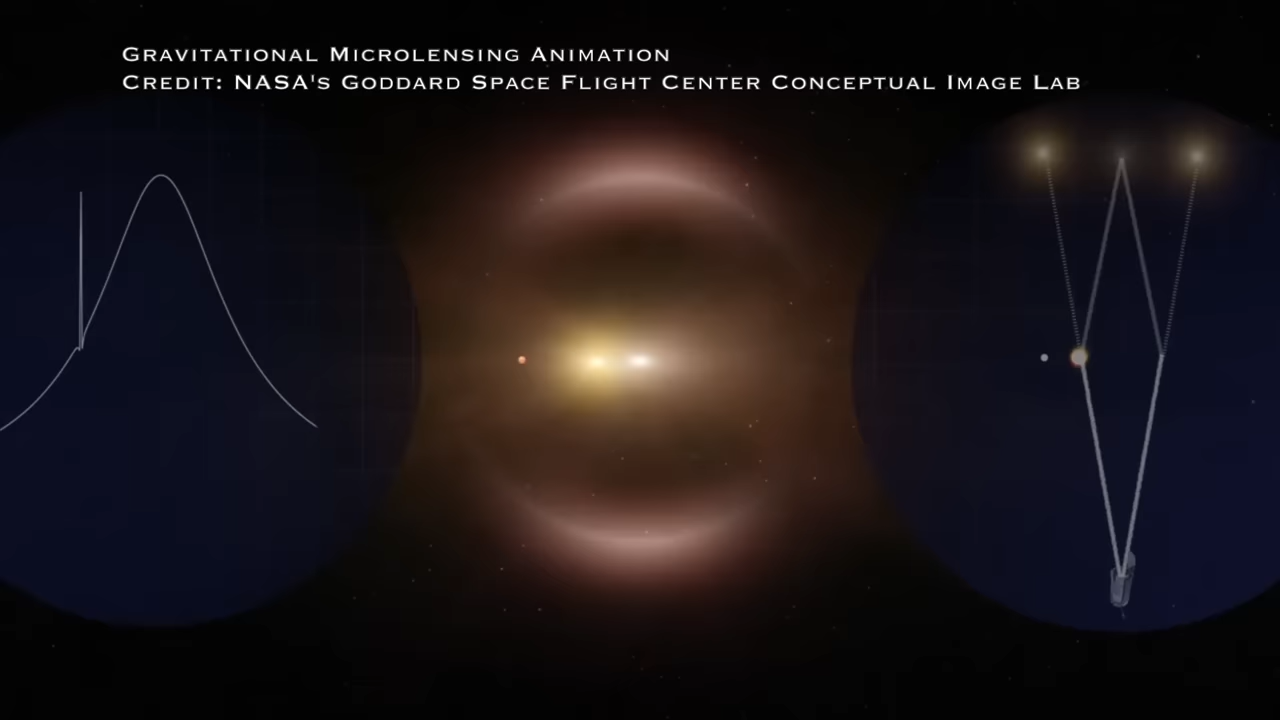 Gravitational Microlensing Animation
Credit: NASA's Goddard Space Flight Center Conceptual Image Lab